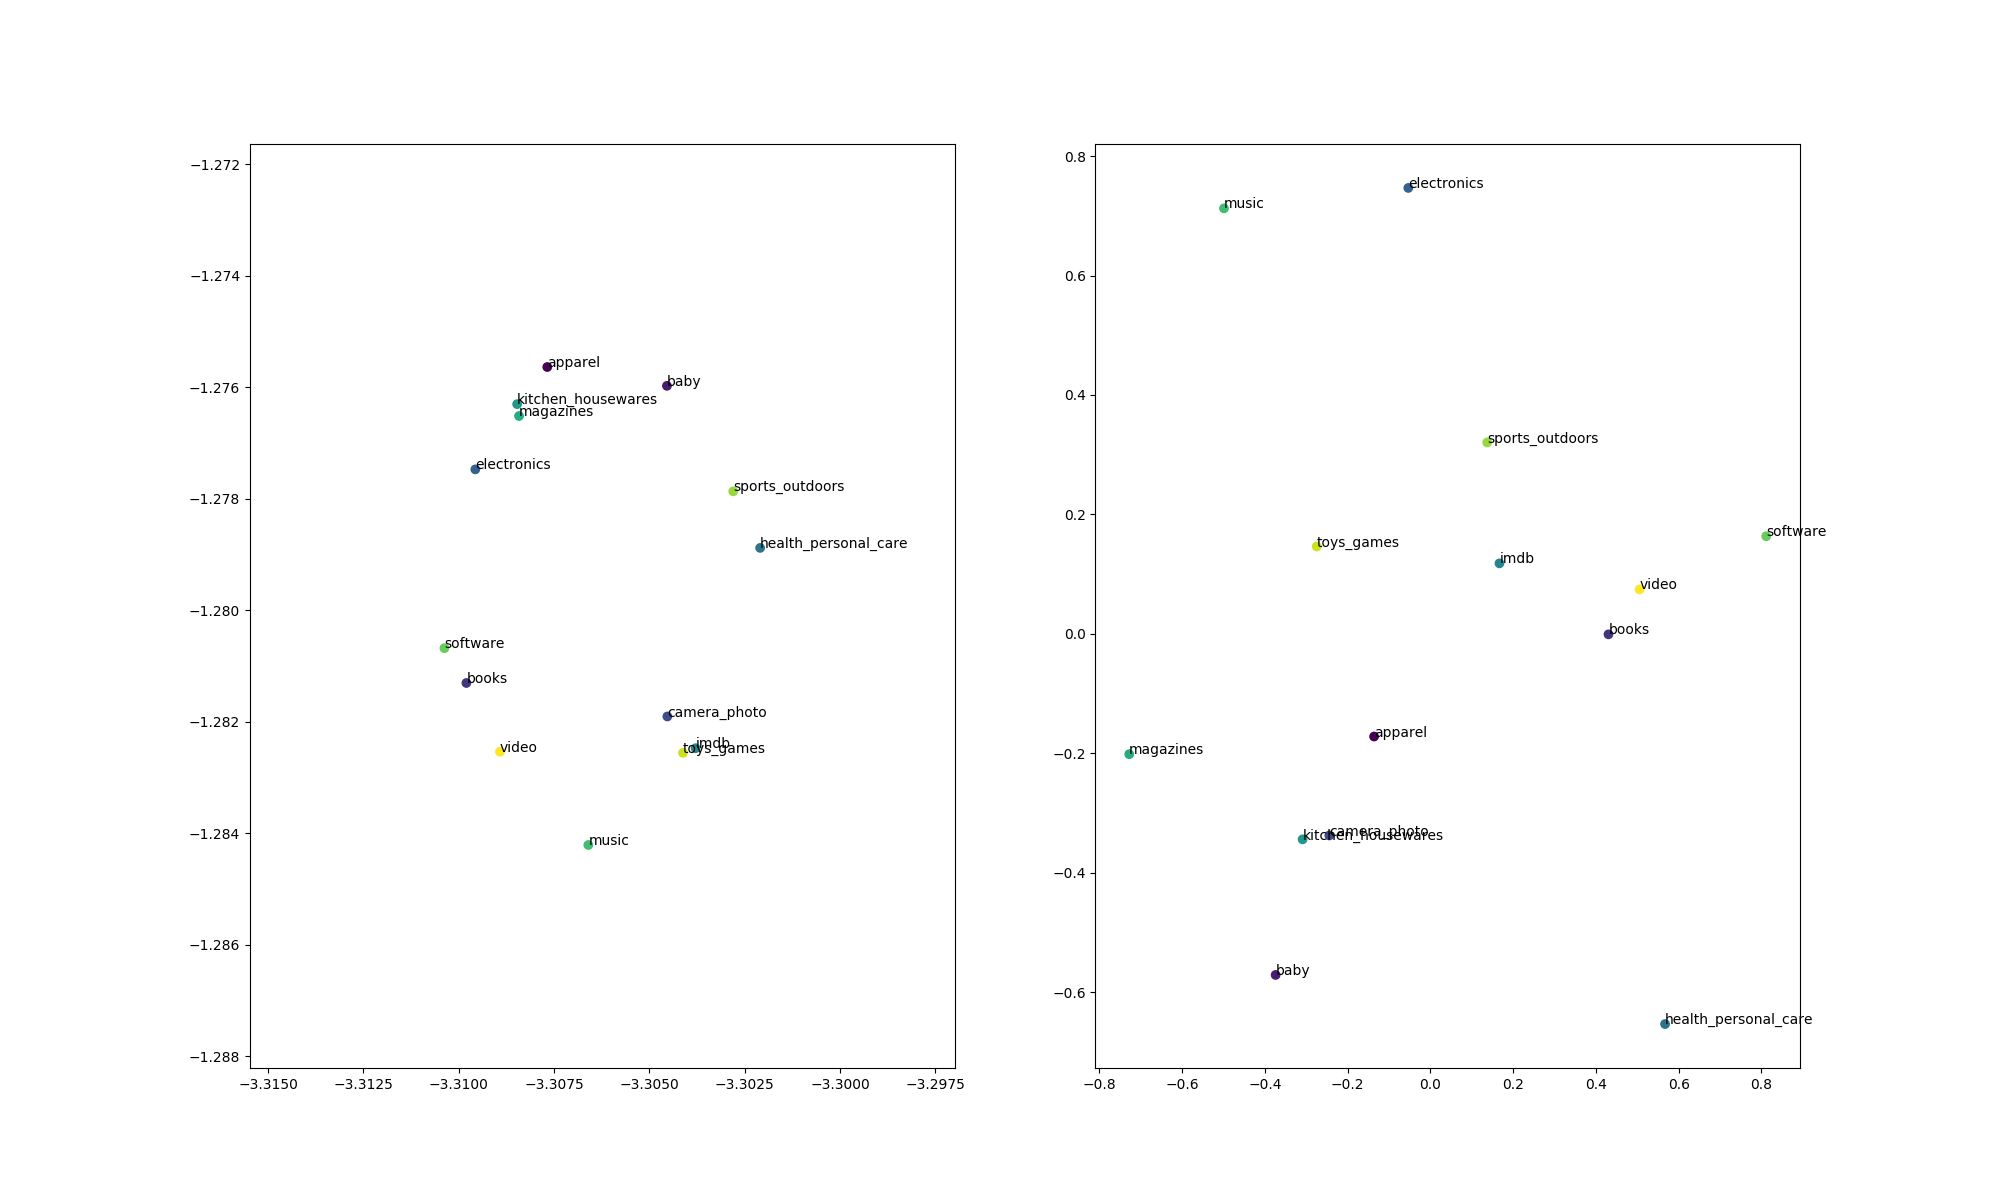 −1.272
−1.274
−1.276
−1.278
−1.280
−1.282
−1.284
−1.286
−1.288
apparel
baby
kitchen_housewares
magazines
electronics
sports_outdoors
health_personal_care
software
books
camera_photo
imdb
toys_games
video
music
−3.3150
−3.3125
−3.3100
−3.3075
−3.3050
−3.3025
−3.3000
−3.2975
0.8
0.6
0.4
0.2
0.0
−0.2
−0.4
−0.6
electronics
music
sports_outdoors
software
toys_games
imdb
video
books
apparel
magazines
camera_photo
kitchen_housewares
baby
health_personal_care
−0.8
−0.6
−0.4
−0.2
0.0
0.2
0.4
0.6
0.8